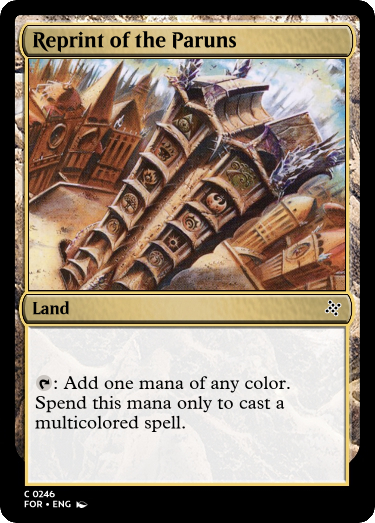 Reprint of the Paruns
Land
: Add one mana of any color.
Spend this mana only to cast a
multicolored spell.
C 0246
FOR • ENG